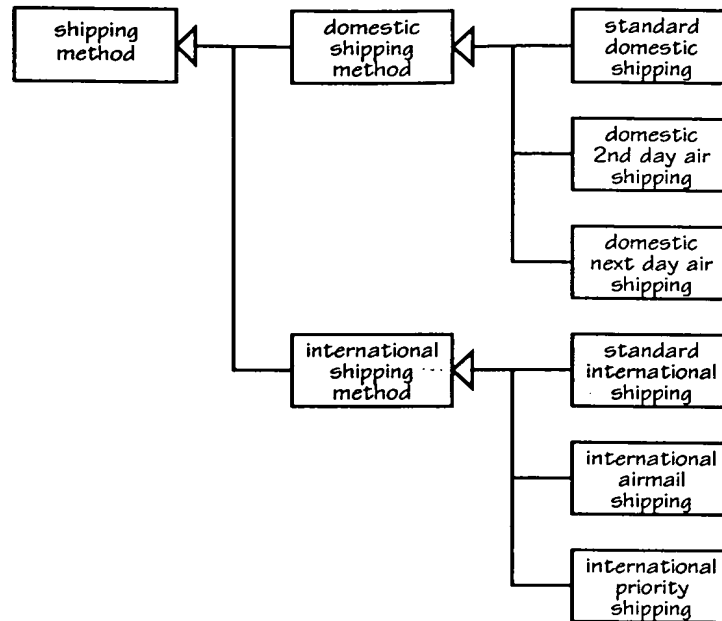 shipping
method
domestic
shipping
method
standard
domestic
shipping
domestic
2nd day air
shipping
domestic
next day air
shipping
international
shipping
method
standard
international
shipping
international
airmail
shipping
international
priority
shipping